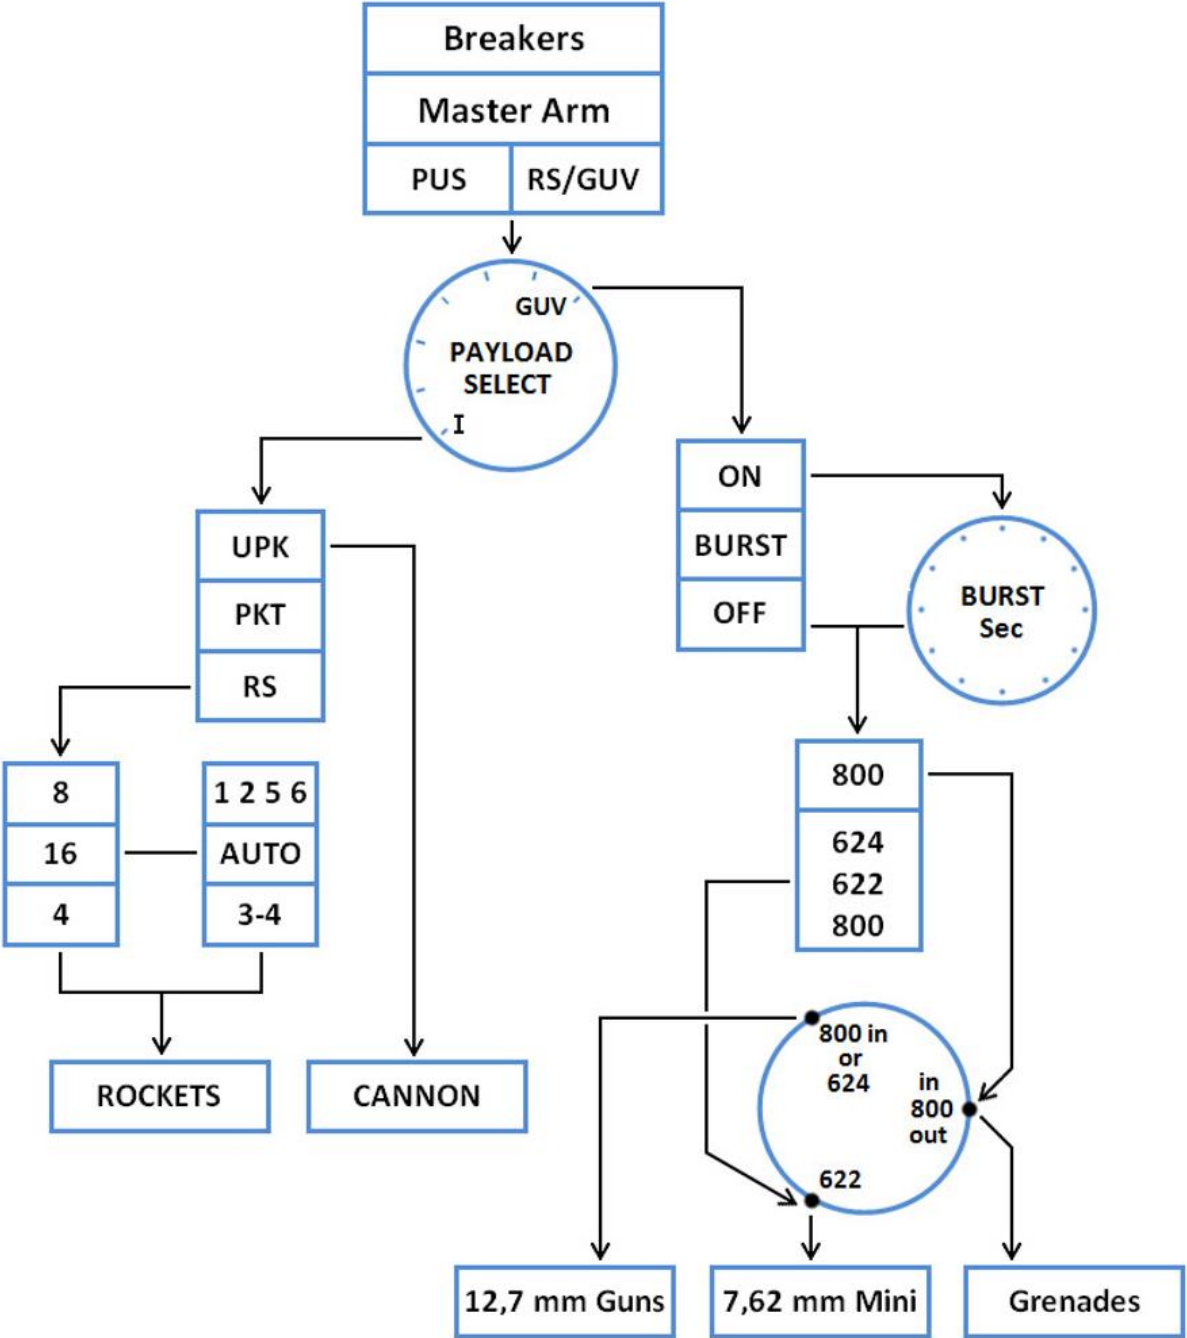 Breakers
Master Arm
PUS
RS/GUV
GUV
PAYLOAD
SELECT
I
ON
BURST
OFF
BURST
Sec
UPK
PKT
RS
8
16
4
1 2 5 6
AUTO
3-4
ROCKETS
CANNON
800
624
622
800
800 in
or
624
in
800
out
622
12,7 mm Guns
7,62 mm Mini
Grenades